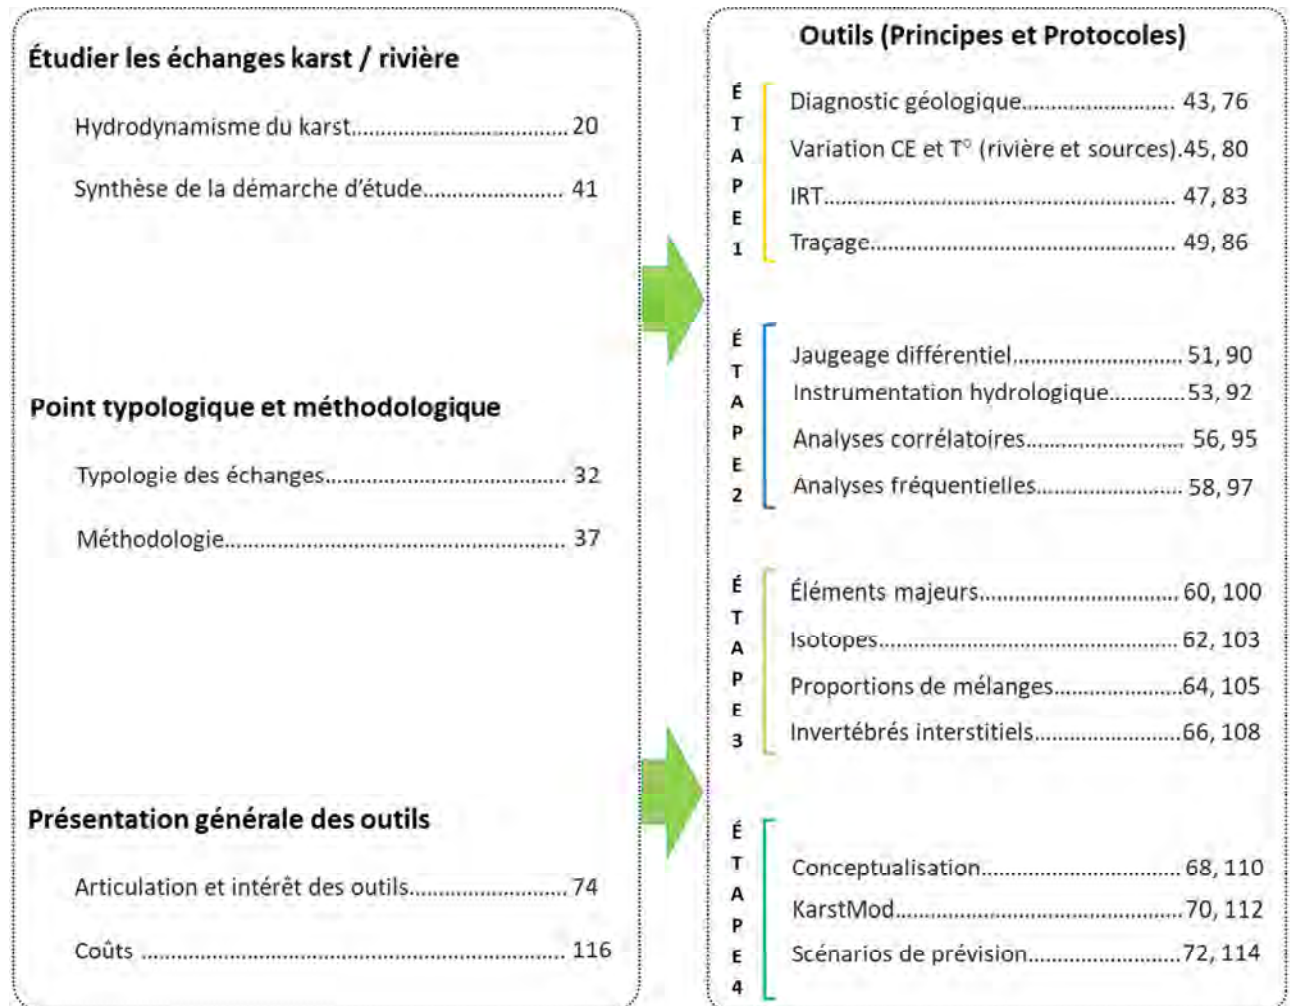 Étudier les échanges karst / rivière
Hydrodynamisme du karst.................................20
Synthèse de la démarche d'étude..................... 41
Point typologique et méthodologique
Typologie des échanges.................................... 32
Méthodologie................................................... 37
Présentation générale des outils
Articulation et intérêt des outils....................... 74
Coûts ............................................................... 116
Outils (Principes et Protocoles)
ÉTAPE 1
Diagnostic géologique....................... 43, 76
Variation CE et T° (rivière et sources).45, 80
IRT..................................................... 47, 83
Traçage.............................................. 49, 86
ÉTAPE 2
Jaugeage différentiel......................... 51, 90
Instrumentation hydrologique...........53, 92
Analyses corrélatoires....................... 56, 95
Analyses fréquentielles...................... 58, 97
ÉTAPE 3
Éléments majeurs.............................. 60, 100
Isotopes.............................................62, 103
Proportions de mélanges...................64, 105
Invertébrés interstitiels......................66, 108
ÉTAPE 4
Conceptualisation.............................. 68, 110
KarstMod...........................................70, 112
Scénarios de prévision.......................72, 114